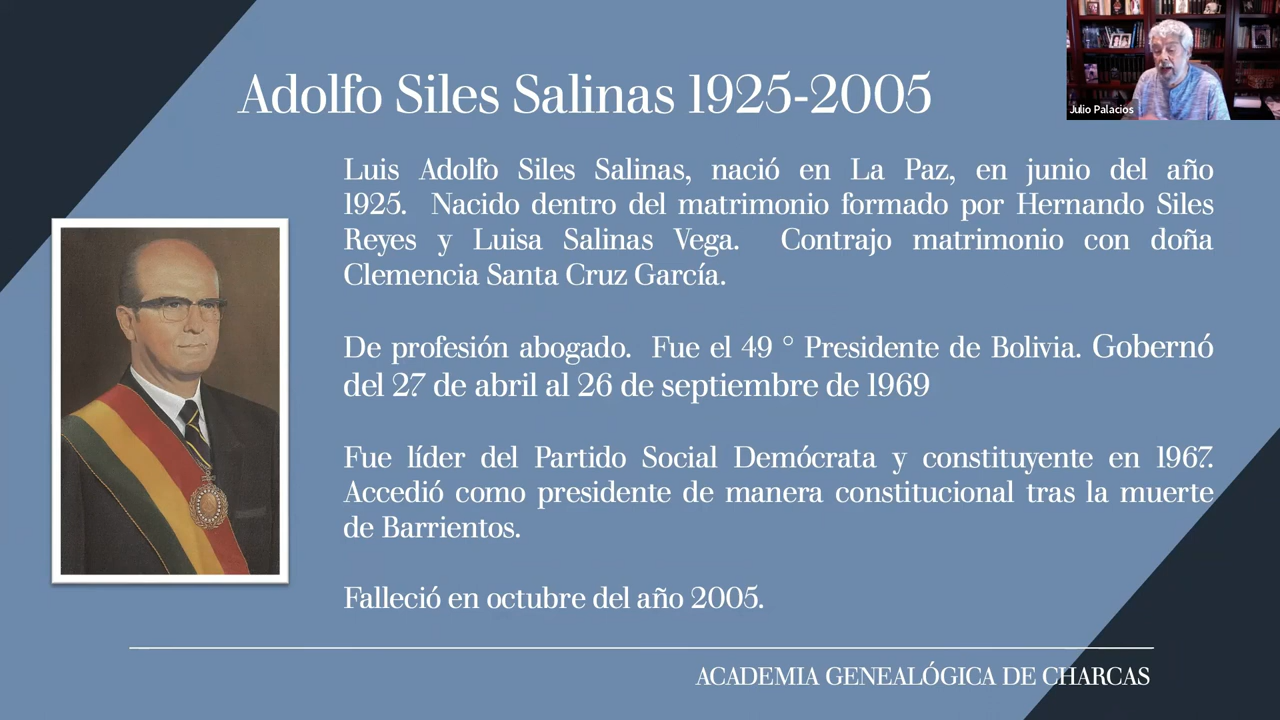 Adolfo Siles Salinas 1925-2005
Julio Palacios
Luis Adolfo Siles Salinas, nació en La Paz, en junio del año
1925. Nacido dentro del matrimonio formado por Hernando Siles
Reyes y Luisa Salinas Vega. Contrajo matrimonio con doña
Clemencia Santa Cruz García.
De profesión abogado. Fue el 49 ° Presidente de Bolivia. Gobernó
del 27 de abril al 26 de septiembre de 1969
Fue líder del Partido Social Demócrata y constituyente en 1967.
Accedió como presidente de manera constitucional tras la muerte
de Barrientos.
Falleció en octubre del año 2005.
ACADEMIA GENEALÓGICA DE CHARCAS